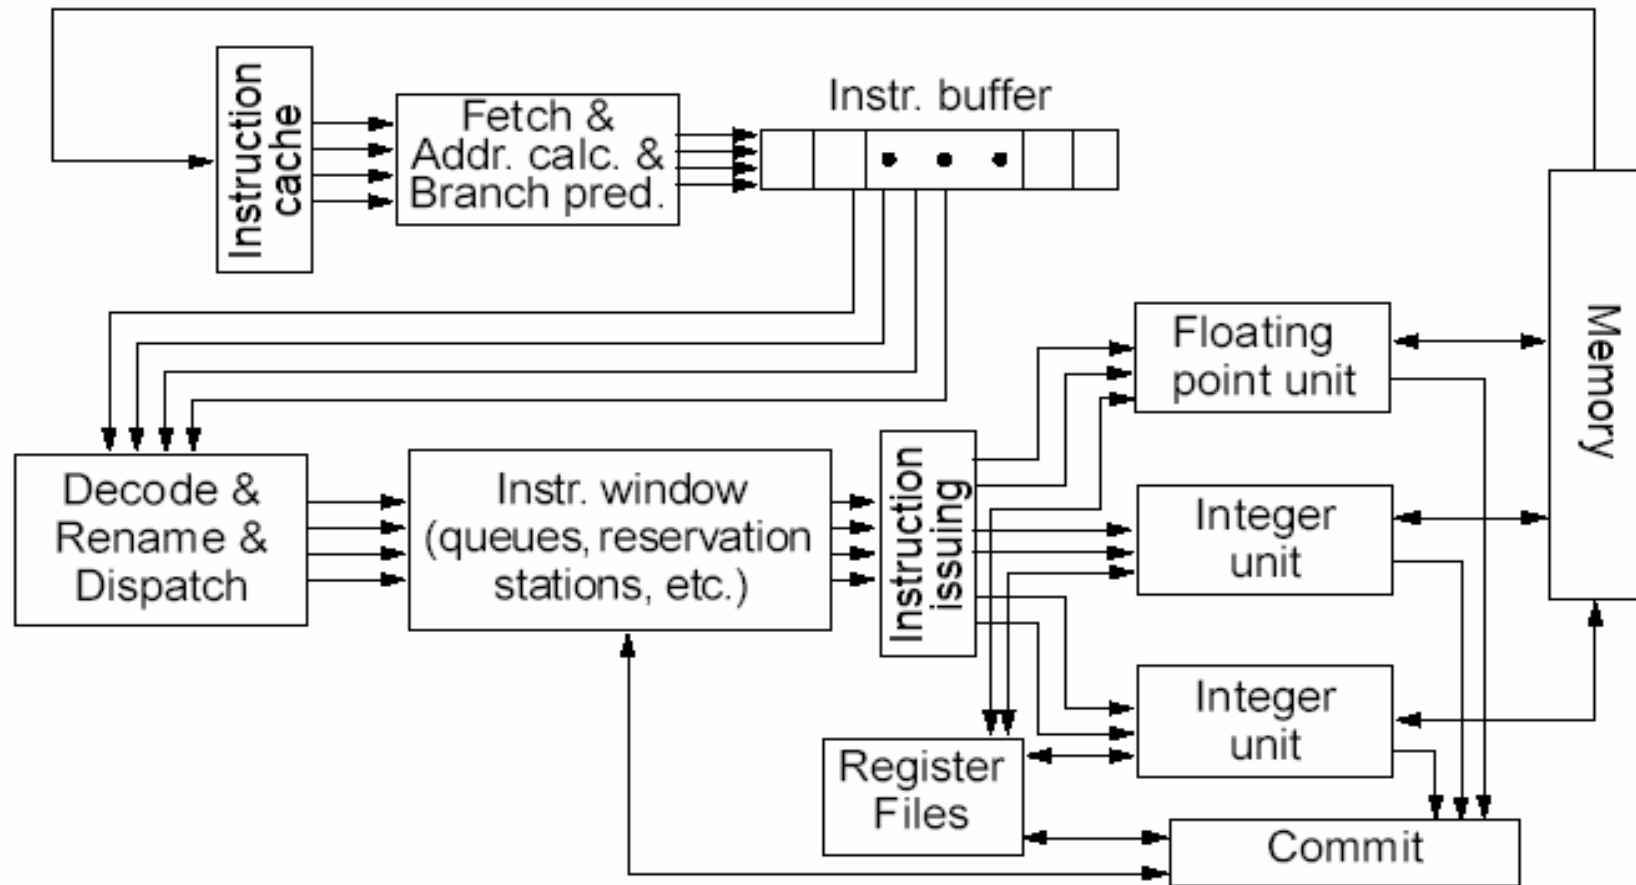 Instruction
cache
Fetch &
Addr. calc. &
Branch pred.
Instr. buffer
Memory
Floating
point unit
Decode &
Rename &
Dispatch
Instr. window
(queues, reservation
stations, etc.)
Instruction
issuing
Integer
unit
Integer
unit
Register
Files
Commit